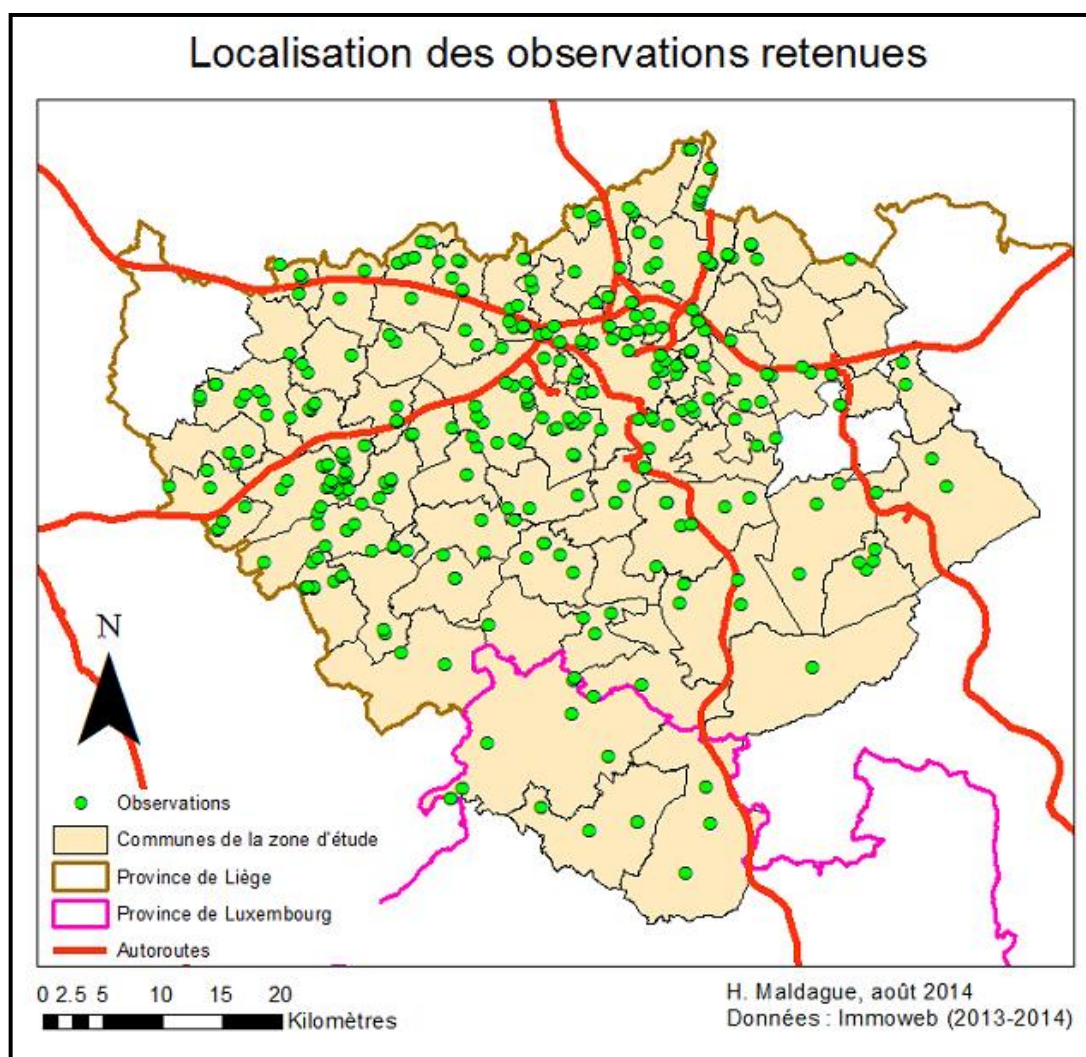 Localisation des observations retenues
N
Observations
Communes de la zone d'étude
Province de Liège
Province de Luxembourg
Autoroutes
0 2.5 5 10 15 20
Kilomètres
H. Maldague, août 2014
Données : Immoweb (2013-2014)